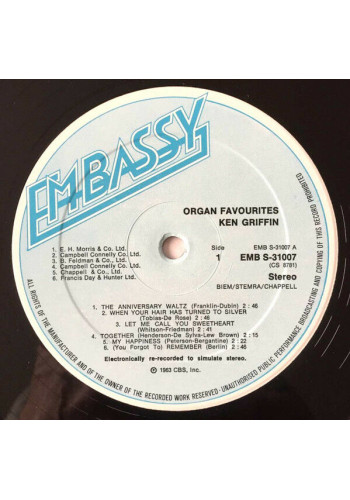 EMBASSY
ORGAN FAVOURITES
KEN GRIFFIN
1. E. H. Morris & Co. Ltd.
2. Campbell Connelly Co. Ltd.
3. B. Feldman & Co. Ltd.
4. Campbell Connelly Co. Ltd.
5. Chappell & Co., Ltd.
6. Francis Day & Hunter Ltd.
Side
1
EMB S-31007 A
EMB S-31007
(CS 8781)
Stereo
BIEM/STEMRA/CHAPPELL
1. THE ANNIVERSARY WALTZ (Franklin-Dubin) 2 : 46
2. WHEN YOUR HAIR HAS TURNED TO SILVER
(Tobias-De Rose) 2 : 46
3. LET ME CALL YOU SWEETHEART
(Whitson-Friedman) 2 : 41
4. TOGETHER (Henderson-De Sylva-Lew Brown) 2 : 15
5. MY HAPPINESS (Peterson-Bergantine) 2 : 22
6. (You Forgot To) REMEMBER (Berlin) 2 : 46
Electronically re-recorded to simulate stereo.
℗ 1963 CBS, Inc.
ALL RIGHTS OF THE MANUFACTURER AND OF THE OWNER OF THE RECORDED WORK RESERVED-UNAUTHORISED PUBLIC PERFORMANCE BROADCASTING AND COPYING OF THIS RECORD PROHIBITED